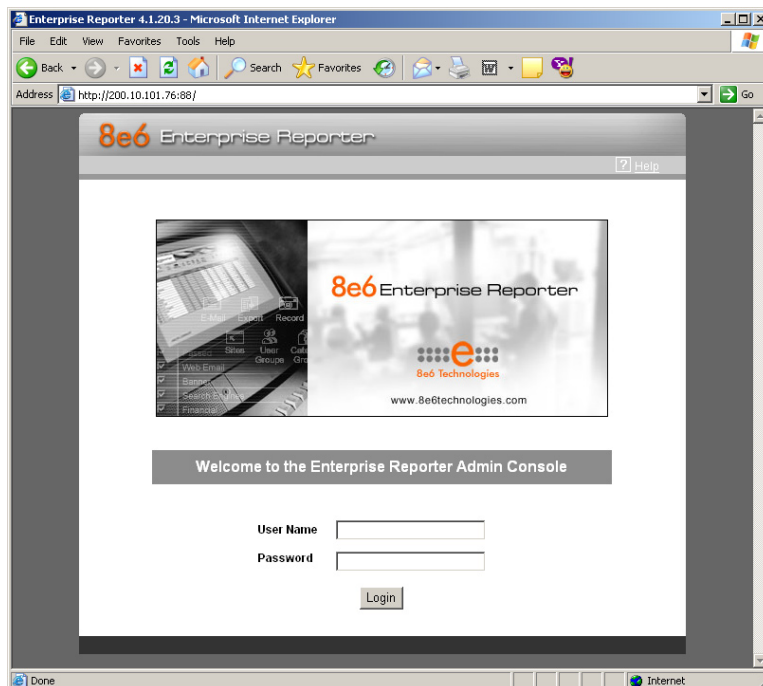 Enterprise Reporter 4.1.20.3 - Microsoft Internet Explorer
File Edit View Favorites Tools Help
Back Search Favorites
Address http://200.10.101.76:88/ Go
8e6 Enterprise Reporter
? Help
8e6 Enterprise Reporter
E-Mail Export Record
Sites User Groups
Web Email
Banner
Search Engines
Financial
e
8e6 Technologies
www.8e6technologies.com
Welcome to the Enterprise Reporter Admin Console
User Name
Password
Login
Done Internet